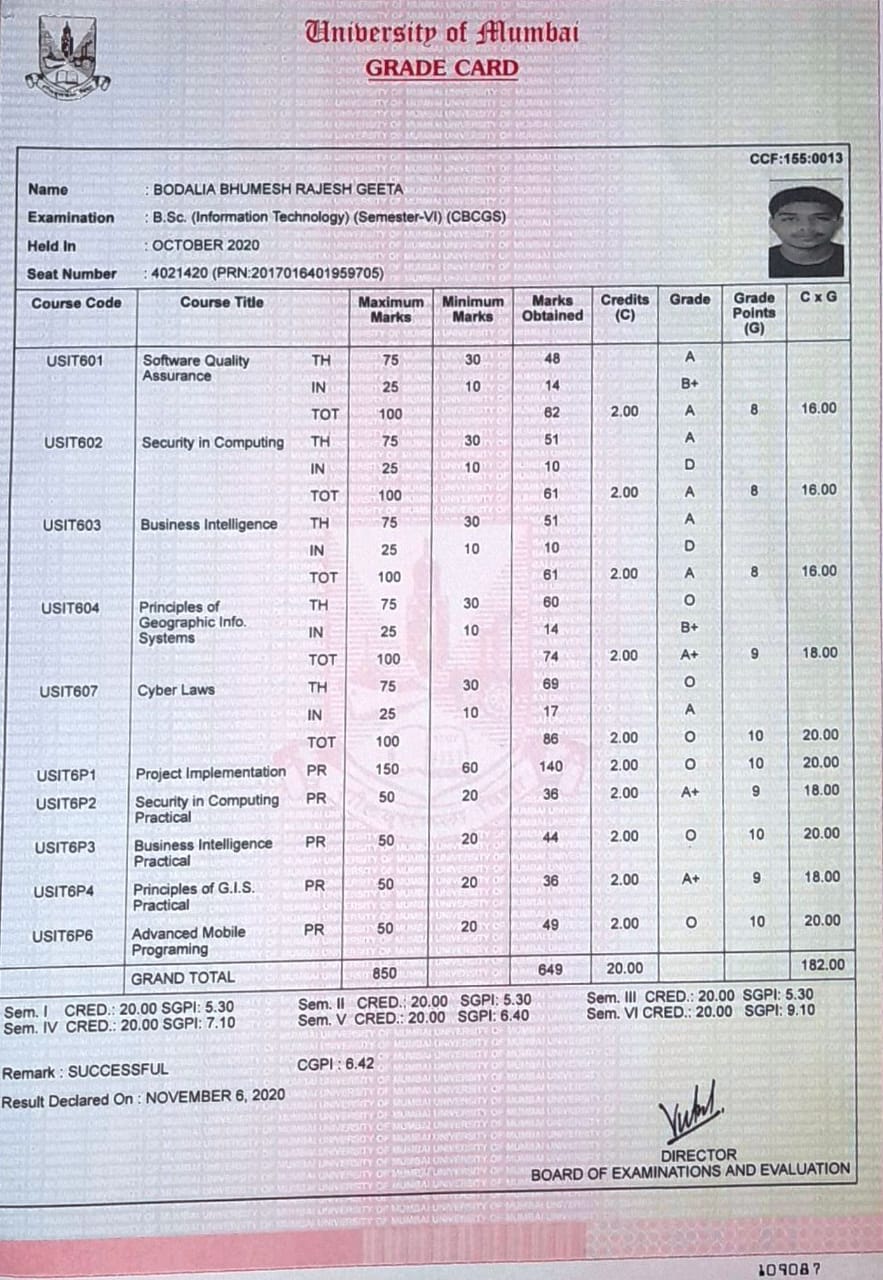 University of Mumbai
GRADE CARD
CCF:155:0013
Name : BODALIA BHUMESH RAJESH GEETA
Examination : B.Sc. (Information Technology) (Semester-VI) (CBCGS)
Held In : OCTOBER 2020
Seat Number : 4021420 (PRN:2017016401959705)
Course Code Course Title Maximum Marks Minimum Marks Marks Obtained Credits (C) Grade Grade Points (G) C x G
USIT601 Software Quality TH 75 30 48 A
Assurance IN 25 10 14 B+
TOT 100 62 2.00 A 8 16.00
USIT602 Security in Computing TH 75 30 51 A
IN 25 10 10 D
TOT 100 61 2.00 A 8 16.00
USIT603 Business Intelligence TH 75 30 51 A
IN 25 10 10 D
TOT 100 61 2.00 A 8 16.00
USIT604 Principles of TH 75 30 60 O
Geographic Info. IN 25 10 14 B+
Systems
TOT 100 74 2.00 A+ 9 18.00
USIT607 Cyber Laws TH 75 30 69 O
IN 25 10 17 A
TOT 100 86 2.00 O 10 20.00
USIT6P1 Project Implementation PR 150 60 140 2.00 O 10 20.00
USIT6P2 Security in Computing PR 50 20 36 2.00 A+ 9 18.00
Practical
USIT6P3 Business Intelligence PR 50 20 44 2.00 O 10 20.00
Practical
USIT6P4 Principles of G.I.S. PR 50 20 36 2.00 A+ 9 18.00
Practical
USIT6P6 Advanced Mobile PR 50 20 49 2.00 O 10 20.00
Programing
GRAND TOTAL 850 649 20.00 182.00
Sem. I CRED.: 20.00 SGPI: 5.30 Sem. II CRED.: 20.00 SGPI: 5.30 Sem. III CRED.: 20.00 SGPI: 5.30
Sem. IV CRED.: 20.00 SGPI: 7.10 Sem. V CRED.: 20.00 SGPI: 6.40 Sem. VI CRED.: 20.00 SGPI: 9.10
Remark : SUCCESSFUL CGPI : 6.42
Result Declared On : NOVEMBER 6, 2020
DIRECTOR
BOARD OF EXAMINATIONS AND EVALUATION
109087